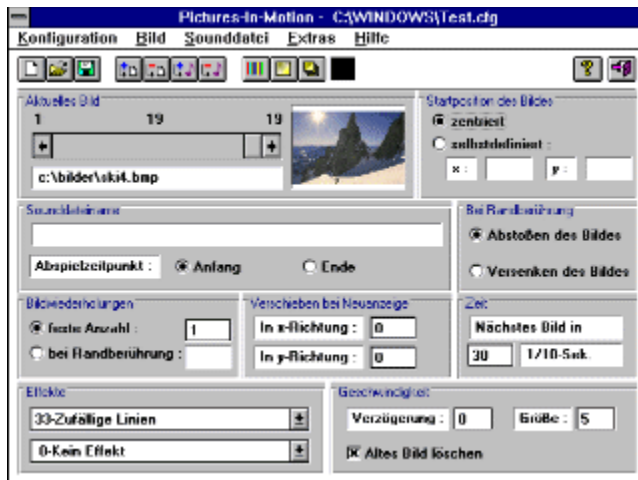 Pictures-In-Motion - C:\WINDOWS\Test.cfg
Konfiguration Bild Sounddatei Extras Hilfe
Aktuelles Bild
1 19 19
c:\bilder\ski4.bmp
Startposition des Bildes
zentriert
selbstdefiniert :
x : y :
Sounddateiname
Abspielzeitpunkt : Anfang Ende
Bei Randberührung
Abstoßen des Bildes
Versenken des Bildes
Bildwiederholungen
feste Anzahl : 1
bei Randberührung :
Verschieben bei Neuanzeige
In x-Richtung : 0
In y-Richtung : 0
Zeit
Nächstes Bild in
30 1/10-Sek.
Effekte
33-Zufällige Linien
0-Kein Effekt
Geschwindigkeit
Verzögerung : 0 Größe : 5
Altes Bild löschen